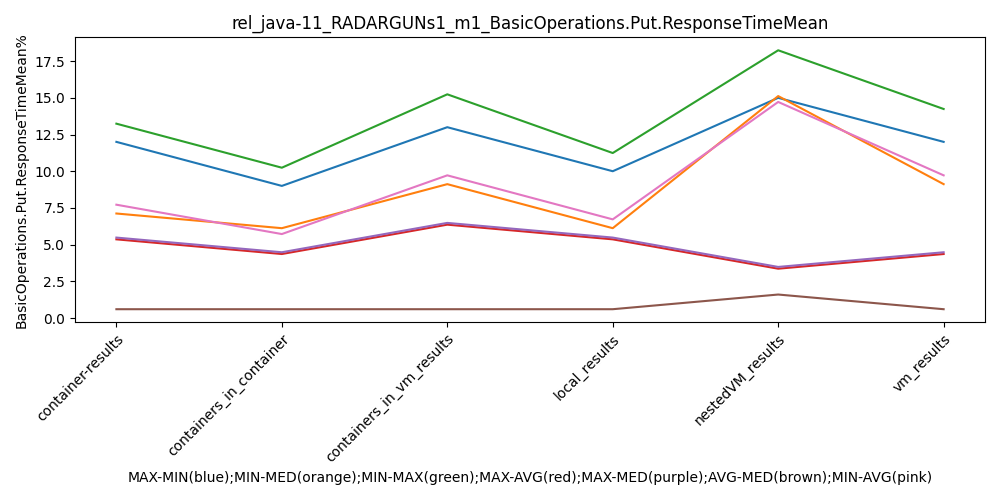 rel_java-11_RADARGUNs1_m1_BasicOperations.Put.ResponseTimeMean
BasicOperations.Put.ResponseTimeMean%
17.5
15.0
12.5
10.0
7.5
5.0
2.5
0.0
container-results
containers_in_container
containers_in_vm_results
local_results
nestedVM_results
vm_results
MAX-MIN(blue);MIN-MED(orange);MIN-MAX(green);MAX-AVG(red);MAX-MED(purple);AVG-MED(brown);MIN-AVG(pink)